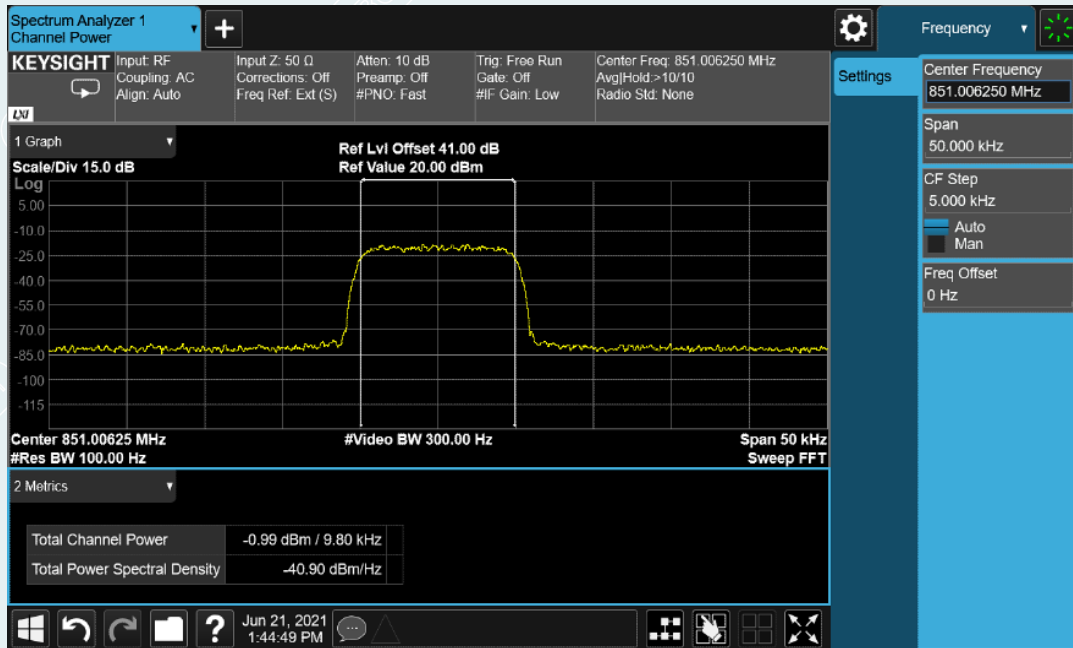 Spectrum Analyzer 1
Channel Power
+
Frequency
KEYSIGHT
LXI
Input: RF
Coupling: AC
Align: Auto
Input Z: 50 Ω
Corrections: Off
Freq Ref: Ext (S)
Atten: 10 dB
Preamp: Off
#PNO: Fast
Trig: Free Run
Gate: Off
#IF Gain: Low
Center Freq: 851.006250 MHz
Avg|Hold:>10/10
Radio Std: None
Settings
Center Frequency
851.006250 MHz
Span
50.000 kHz
CF Step
5.000 kHz
Auto
Man
Freq Offset
0 Hz
1 Graph
Scale/Div 15.0 dB
Ref Lvl Offset 41.00 dB
Ref Value 20.00 dBm
Log
5.00
-10.0
-25.0
-40.0
-55.0
-70.0
-85.0
-100
-115
Center 851.00625 MHz
#Video BW 300.00 Hz
Span 50 kHz
#Res BW 100.00 Hz
Sweep FFT
2 Metrics
Total Channel Power -0.99 dBm / 9.80 kHz
Total Power Spectral Density -40.90 dBm/Hz
?
Jun 21, 2021
1:44:49 PM